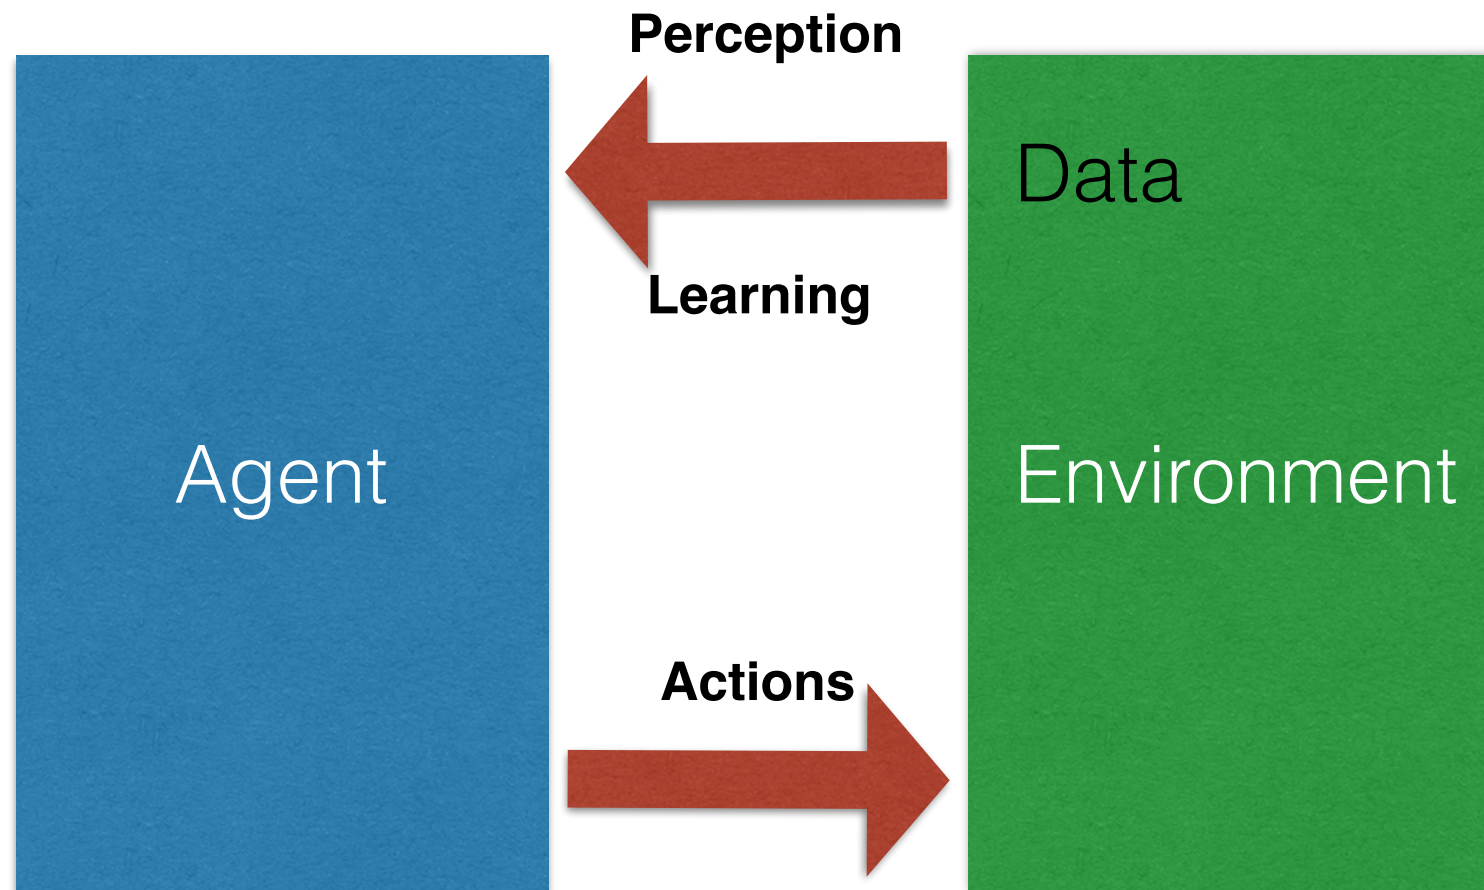 Perception
Data
Learning
Agent
Environment
Actions